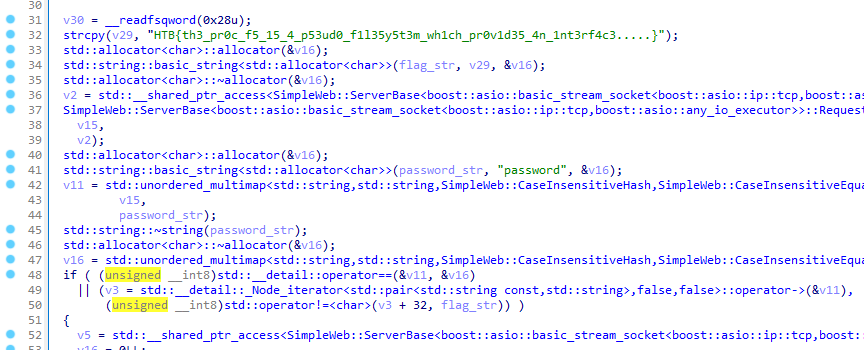 30
31 v30 = __readfsqword(0x28u);
32 strcpy(v29, "HTB{th3_pr0c_f5_15_4_p53ud0_f1l35y5t3m_wh1ch_pr0v1d35_4n_1nt3rf4c3.....}");
33 std::allocator<char>::allocator(&v16);
34 std::string::basic_string<std::allocator<char>>(flag_str, v29, &v16);
35 std::allocator<char>::~allocator(&v16);
36 v2 = std::__shared_ptr_access<SimpleWeb::ServerBase<boost::asio::basic_stream_socket<boost::asio::ip::tcp,boost::as
37 SimpleWeb::ServerBase<boost::asio::basic_stream_socket<boost::asio::ip::tcp,boost::asio::any_io_executor>>::Request
38 v15,
39 v2);
40 std::allocator<char>::allocator(&v16);
41 std::string::basic_string<std::allocator<char>>(password_str, "password", &v16);
42 v11 = std::unordered_multimap<std::string,std::string,SimpleWeb::CaseInsensitiveHash,SimpleWeb::CaseInsensitiveEqua
43 v15,
44 password_str);
45 std::string::~string(password_str);
46 std::allocator<char>::~allocator(&v16);
47 v16 = std::unordered_multimap<std::string,std::string,SimpleWeb::CaseInsensitiveHash,SimpleWeb::CaseInsensitiveEqua
48 if ( (unsigned __int8)std::__detail::operator==(&v11, &v16)
49 || (v3 = std::__detail::_Node_iterator<std::pair<std::string const,std::string>,false,false>::operator->(&v11),
50 (unsigned __int8)std::operator!=<char>(v3 + 32, flag_str)) )
51 {
52 v5 = std::__shared_ptr_access<SimpleWeb::ServerBase<boost::asio::basic_stream_socket<boost::asio::ip::tcp,boost::